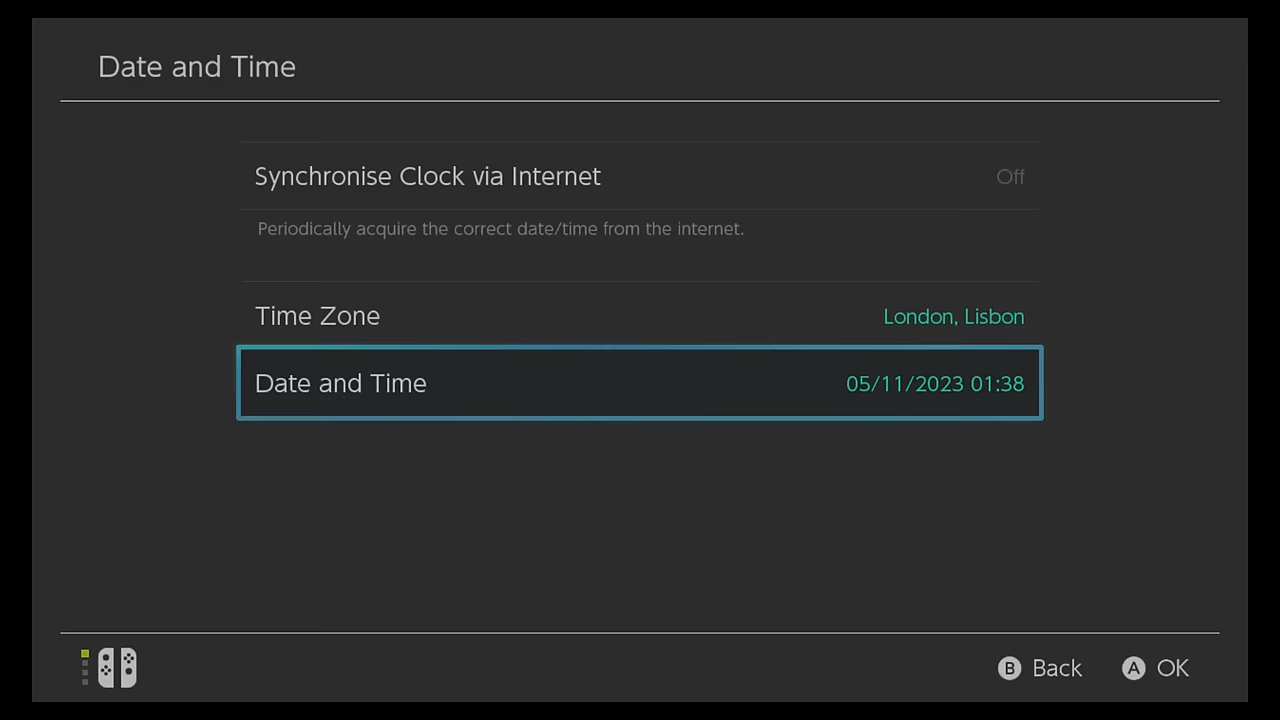 Date and Time
Synchronise Clock via Internet Off
Periodically acquire the correct date/time from the internet.
Time Zone London, Lisbon
Date and Time 05/11/2023 01:38
B Back A OK